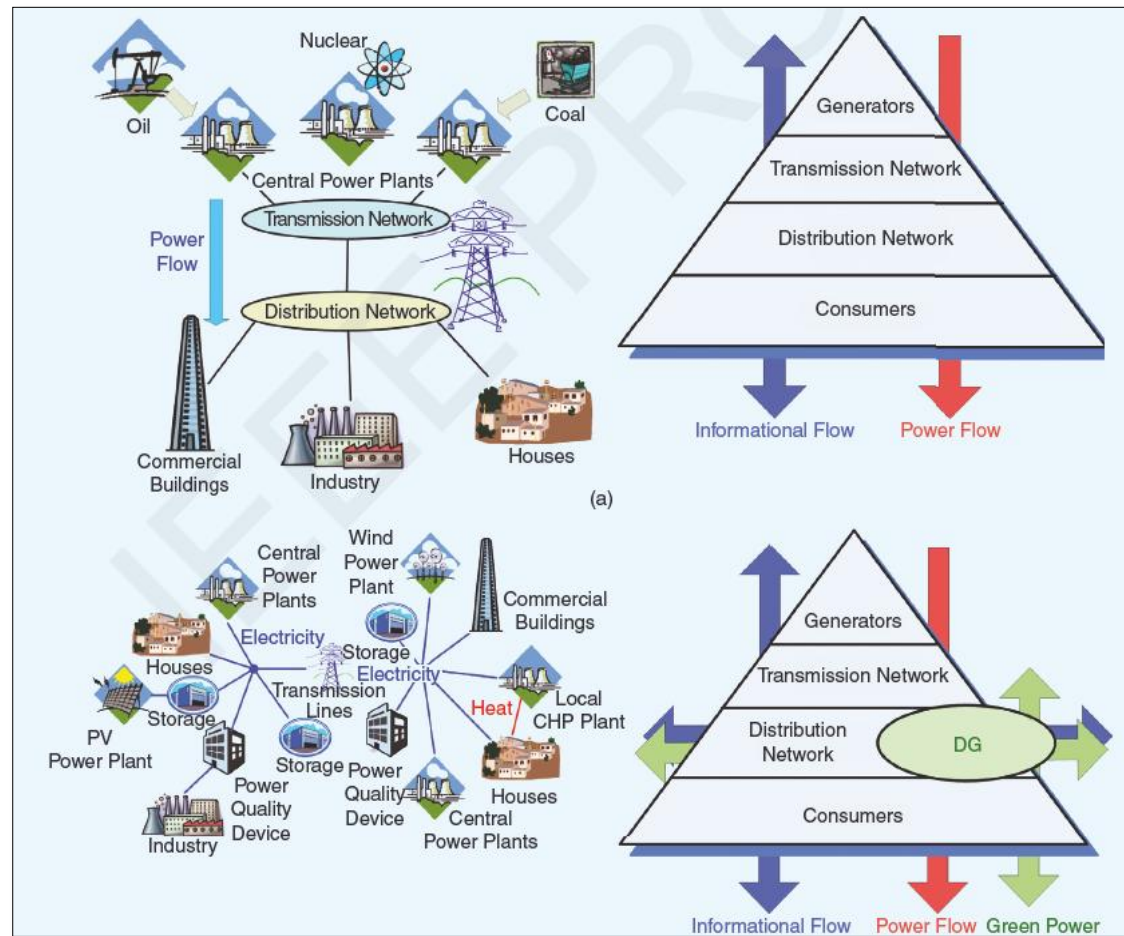 Nuclear
Oil
Coal
Central Power Plants
Transmission Network
Power
Flow
Distribution Network
Commercial
Buildings
Industry
Houses
Generators
Transmission Network
Distribution Network
Consumers
Informational Flow
Power Flow
(a)
Central
Power
Plants
Wind
Power
Plant
Commercial
Buildings
Electricity
Houses
Storage
Electricity
Storage
Transmission
Lines
Heat
Local
CHP Plant
PV
Power Plant
Storage
Power
Quality
Device
Power
Quality
Device
Houses
Central
Power Plants
Industry
Generators
Transmission Network
Distribution
Network
DG
Consumers
Informational Flow
Power Flow
Green Power
IEEE PRO